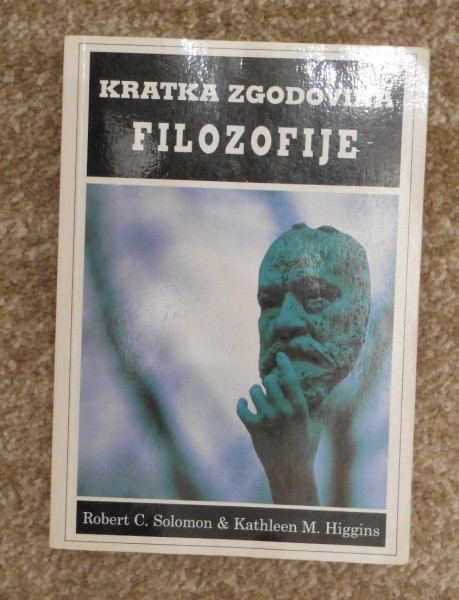 KRATKA ZGODOVINA
FILOZOFIJE
Robert C. Solomon & Kathleen M. Higgins